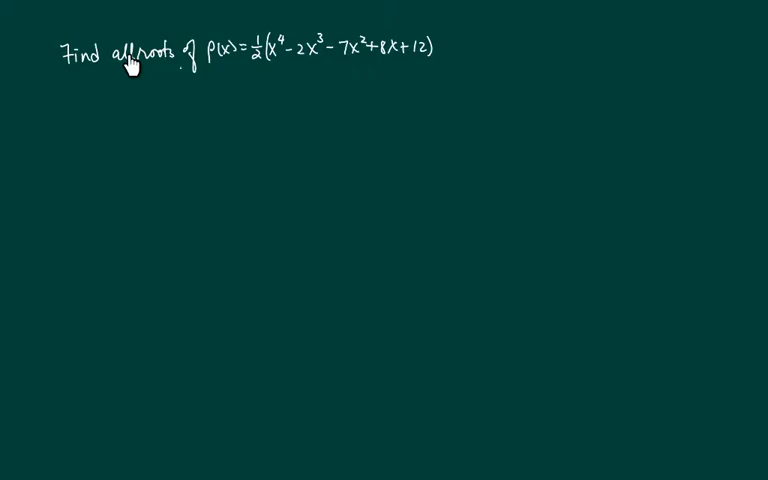 Find all roots of p(x) = 1/2 (x⁴ - 2x³ - 7x² + 8x + 12)